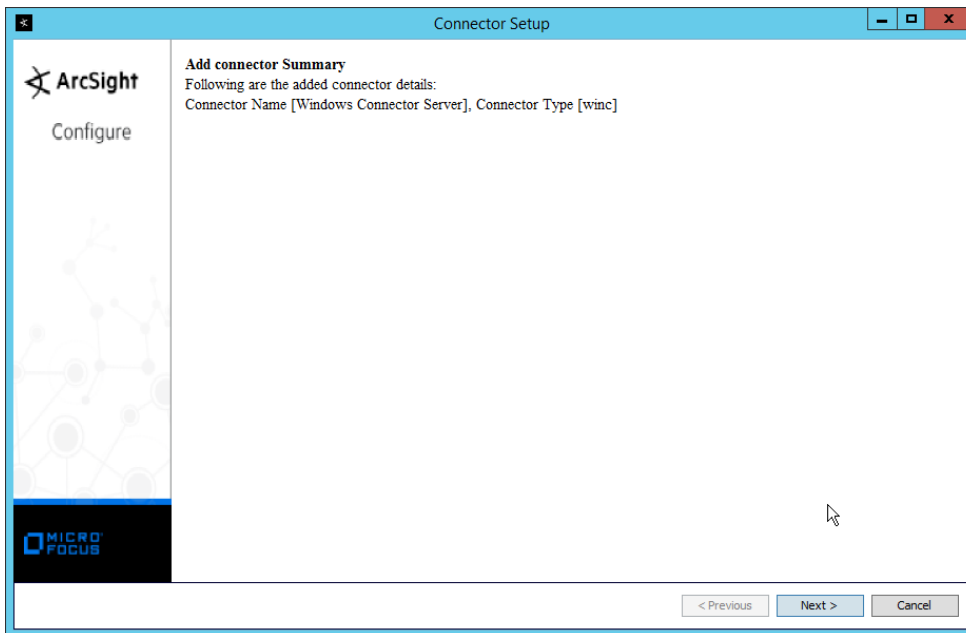 Connector Setup
ArcSight
Configure
Add connector Summary
Following are the added connector details:
Connector Name [Windows Connector Server], Connector Type [winc]
MICRO
FOCUS
< Previous
Next >
Cancel